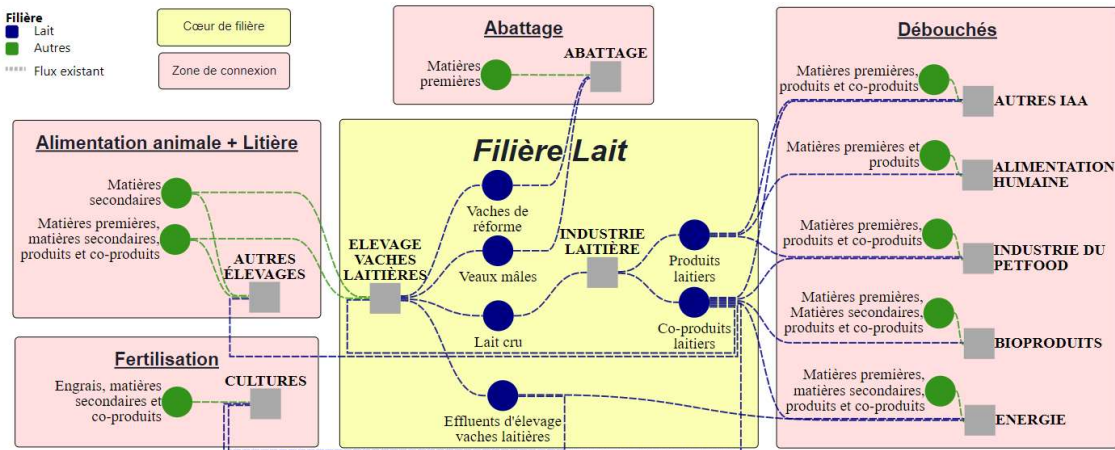 Filière
Lait
Autres
Flux existant
Cœur de filière
Zone de connexion
Abattage
Matières
premières
ABATTAGE
Alimentation animale + Litière
Matières
secondaires
Matières premières,
matières secondaires,
produits et co-produits
AUTRES
ÉLEVAGES
Fertilisation
Engrais, matières
secondaires et
co-produits
CULTURES
Filière Lait
ELEVAGE
VACHES
LAITIÈRES
Vaches de
réforme
Veaux mâles
Lait cru
Effluents d'élevage
vaches laitières
INDUSTRIE
LAITIÈRE
Produits
laitiers
Co-produits
laitiers
Débouchés
Matières premières,
produits et co-produits
AUTRES IAA
Matières premières et
produits
ALIMENTATION
HUMAINE
Matières premières,
produits et co-produits
INDUSTRIE DU
PETFOOD
Matières premières,
Matières secondaires,
produits et co-produits
BIOPRODUITS
Matières premières,
matières secondaires,
produits et co-produits
ENERGIE